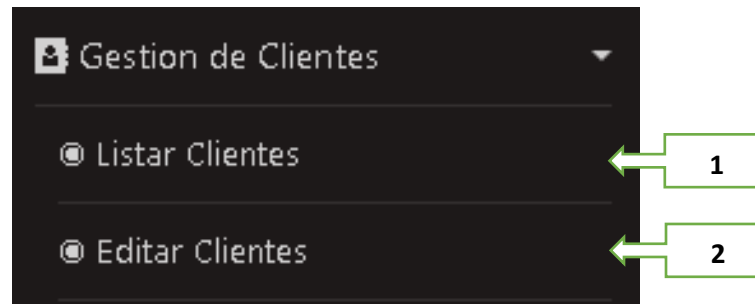 Gestion de Clientes
Listar Clientes
1
Editar Clientes
2